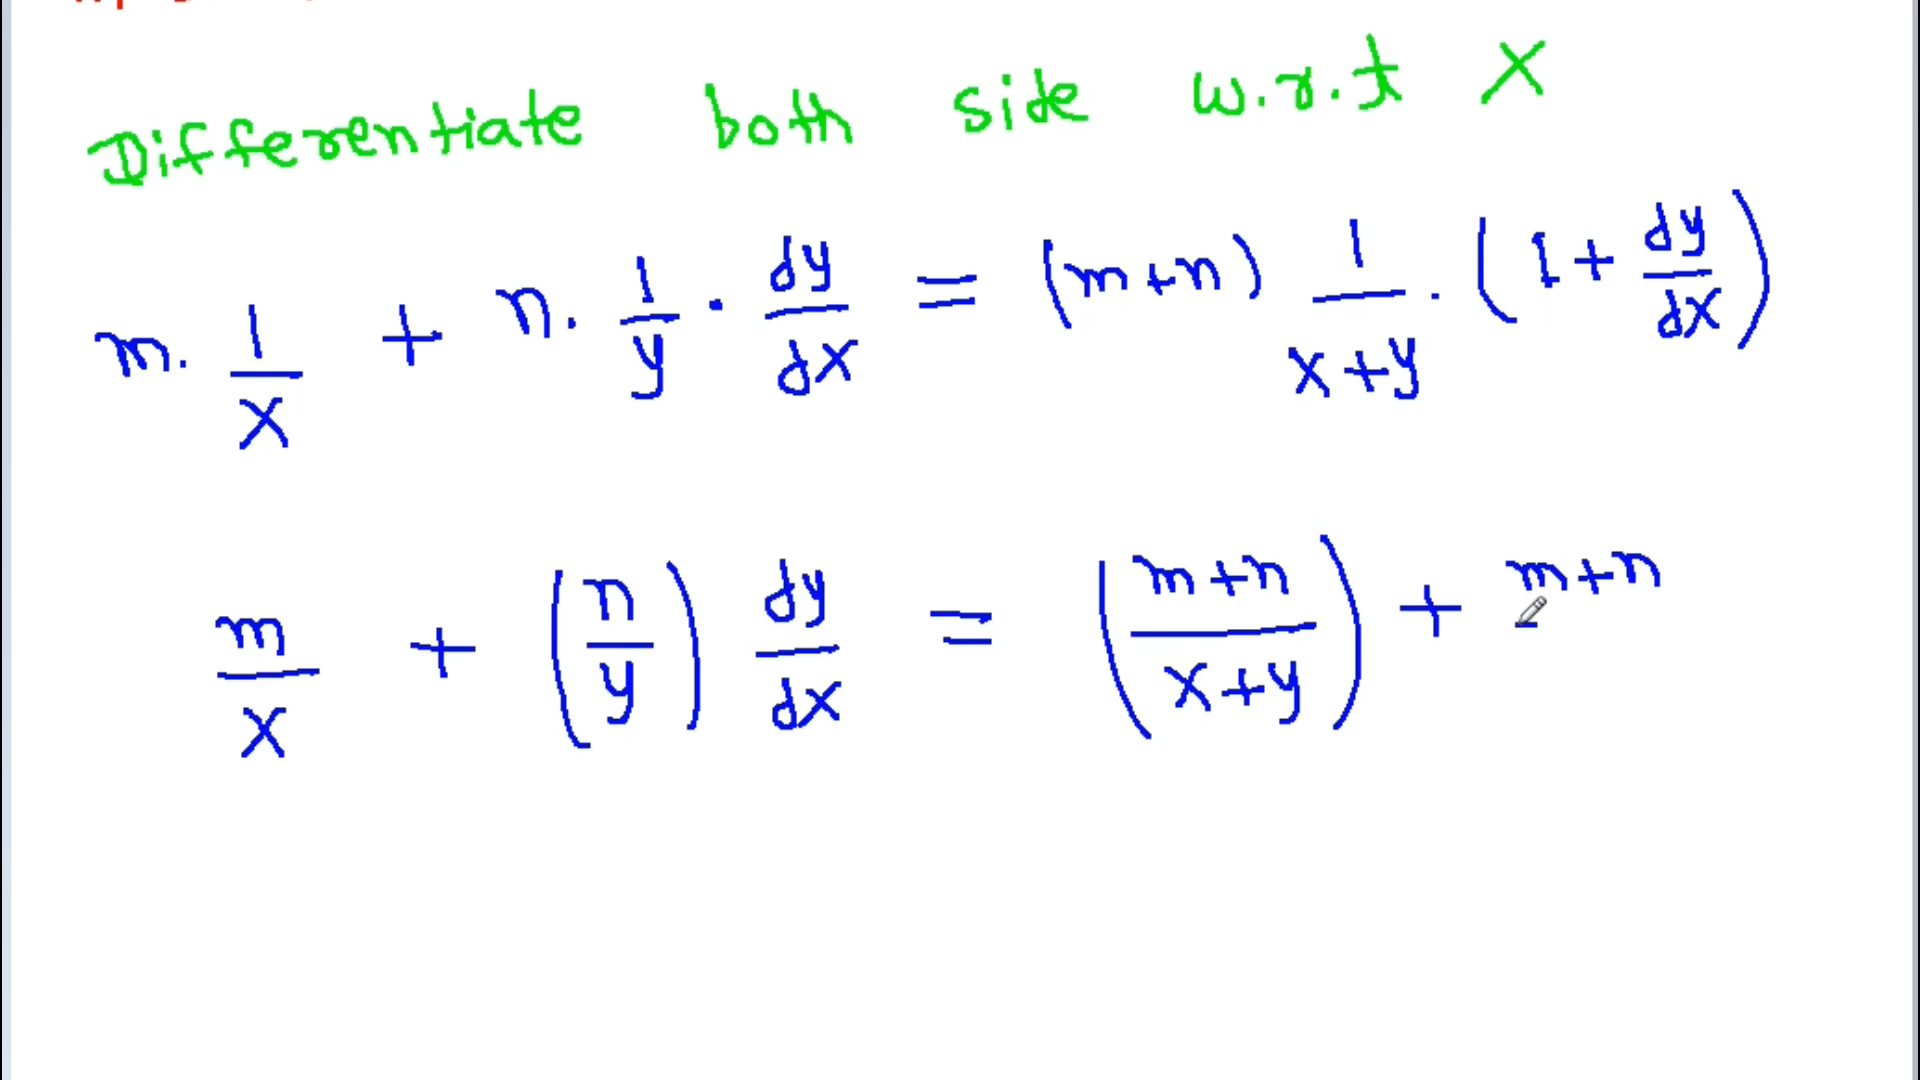 Differentiate both side w.r.t X
m. 1/x + n. 1/y · dy/dx = (m+n) 1/x+y . (1 + dy/dx)
m/x + (n/y) dy/dx = (m+n/x+y) + m+n